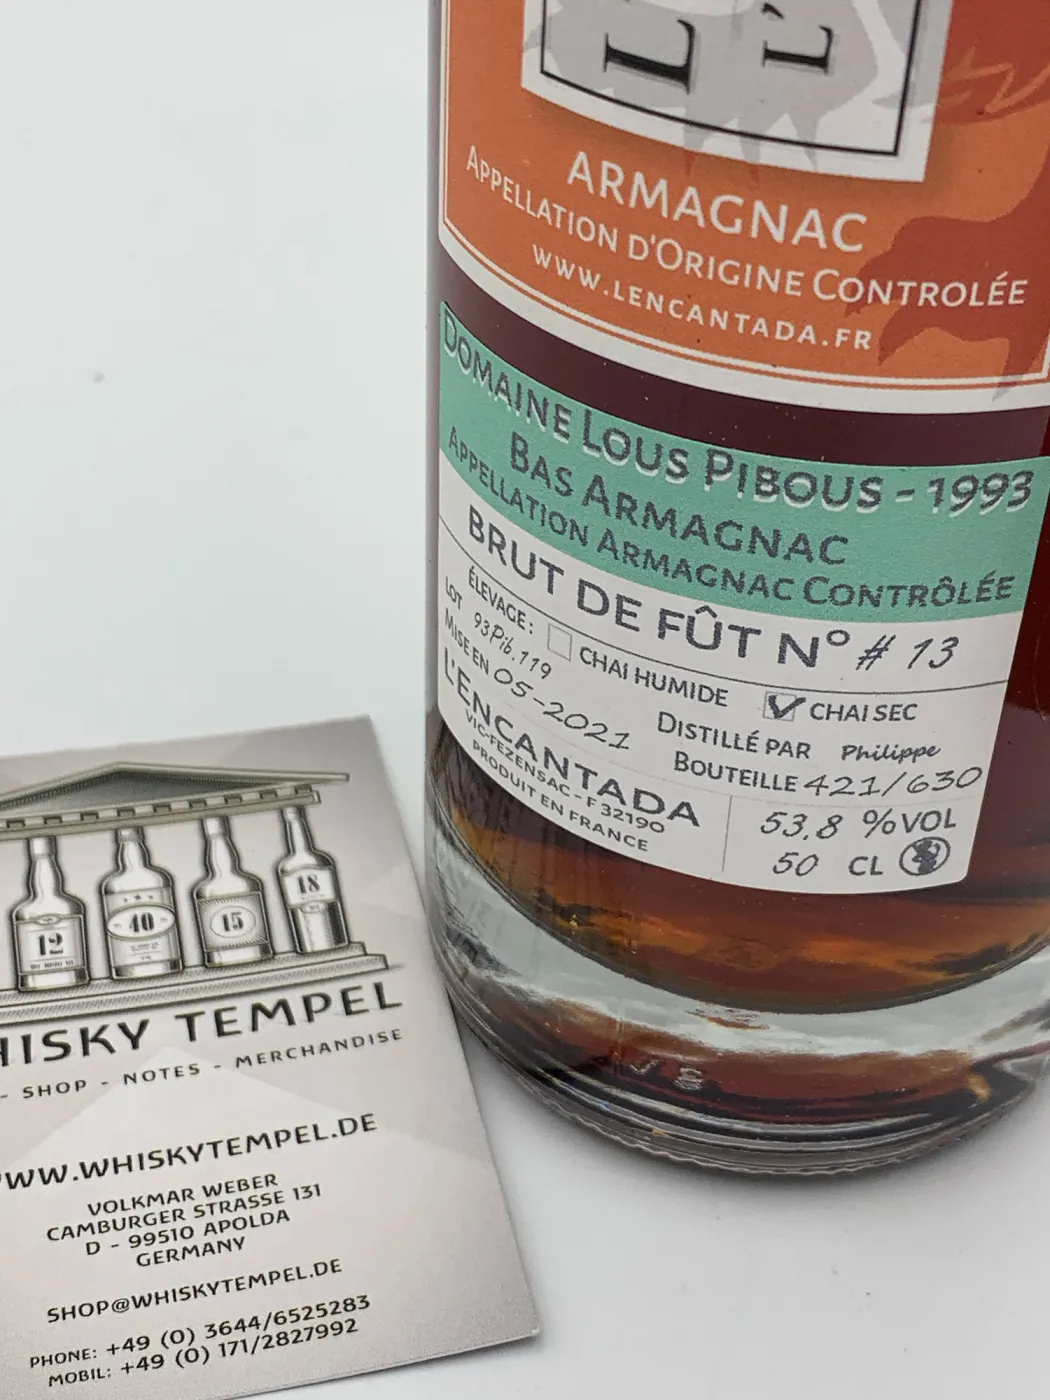 L
L'
ARMAGNAC
APPELLATION D'ORIGINE CONTROLÉE
WWW.LENCANTADA.FR
DOMAINE LOUS PIBOUS - 1993
BAS ARMAGNAC
APPELLATION ARMAGNAC CONTRÔLÉE
BRUT DE FÛT N° # 13
ÉLEVAGE: CHAI HUMIDE CHAI SEC
LOT 93Pib.119
DISTILLÉ PAR Philippe
MISE EN 05-2021
BOUTEILLE 421/630
L'ENCANTADA
VIC-FEZENSAC - F 32190
PRODUIT EN FRANCE
53,8 %VOL
50 CL
VE
12
40
15
18
HISKY TEMPEL
- SHOP - NOTES - MERCHANDISE
WWW.WHISKYTEMPEL.DE
VOLKMAR WEBER
CAMBURGER STRASSE 131
D - 99510 APOLDA
GERMANY
SHOP@WHISKYTEMPEL.DE
PHONE: +49 (0) 3644/6525283
MOBIL: +49 (0) 171/2827992